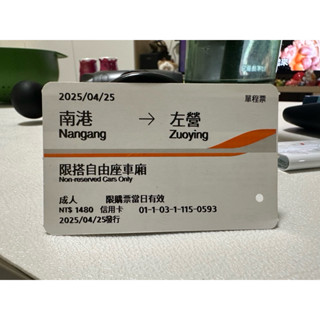 2025/04/25 單程票
南港 → 左營
Nangang Zuoying
限搭自由座車廂
Non-reserved Cars Only
成人 限購票當日有效
NT$ 1480 信用卡 01-1-03-1-115-0593
2025/04/25發行